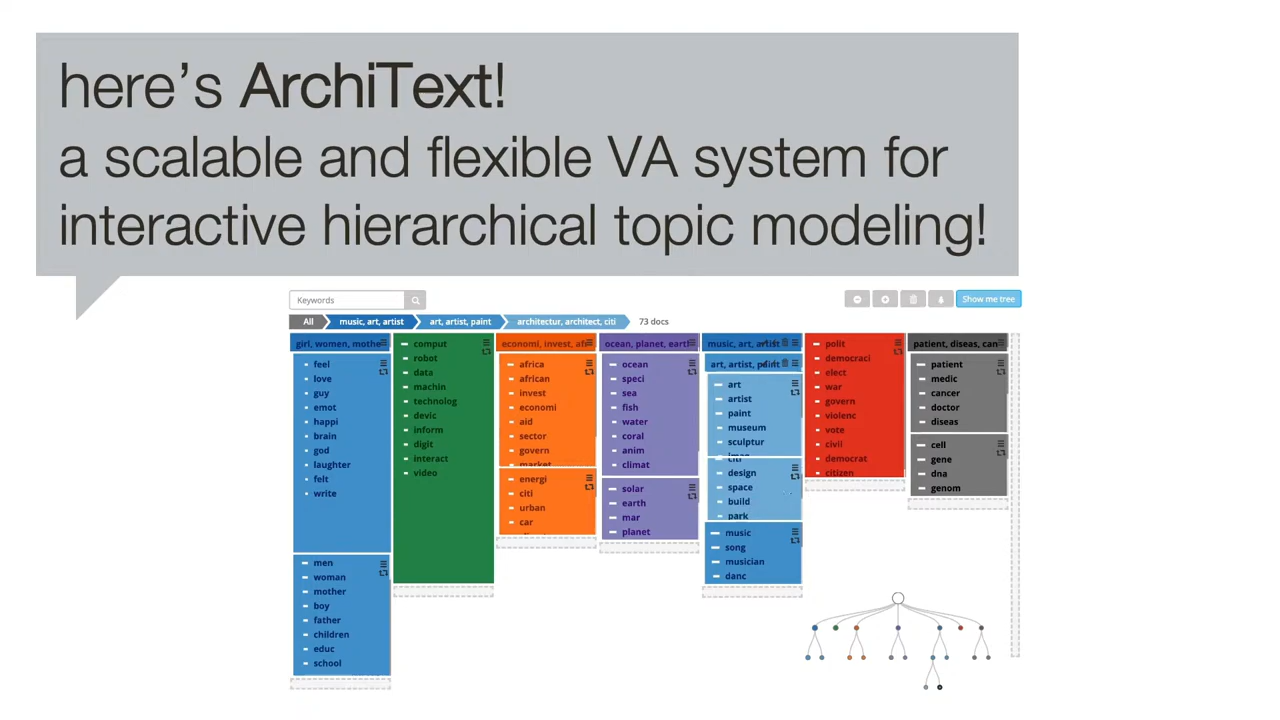 here’s ArchiText!
a scalable and flexible VA system for
interactive hierarchical topic modeling!
Keywords
Show me tree
All
music, art, artist
art, artist, paint
architectur, architect, citi
73 docs
girl, women, mothe
feel
love
guy
emot
happi
brain
god
laughter
felt
write
men
woman
mother
boy
father
children
educ
school
comput
robot
data
machin
technolog
devic
inform
digit
interact
video
economi, invest, afr
africa
african
invest
economi
aid
sector
govern
market
energi
citi
urban
car
ocean, planet, earth
ocean
speci
sea
fish
water
coral
anim
climat
solar
earth
mar
planet
music, art, artist
art, artist, paint
art
artist
paint
museum
sculptur
citi
design
space
build
park
music
song
musician
danc
polit
democraci
elect
war
govern
violenc
vote
civil
democrat
citizen
patient, diseas, can
patient
medic
cancer
doctor
diseas
cell
gene
dna
genom